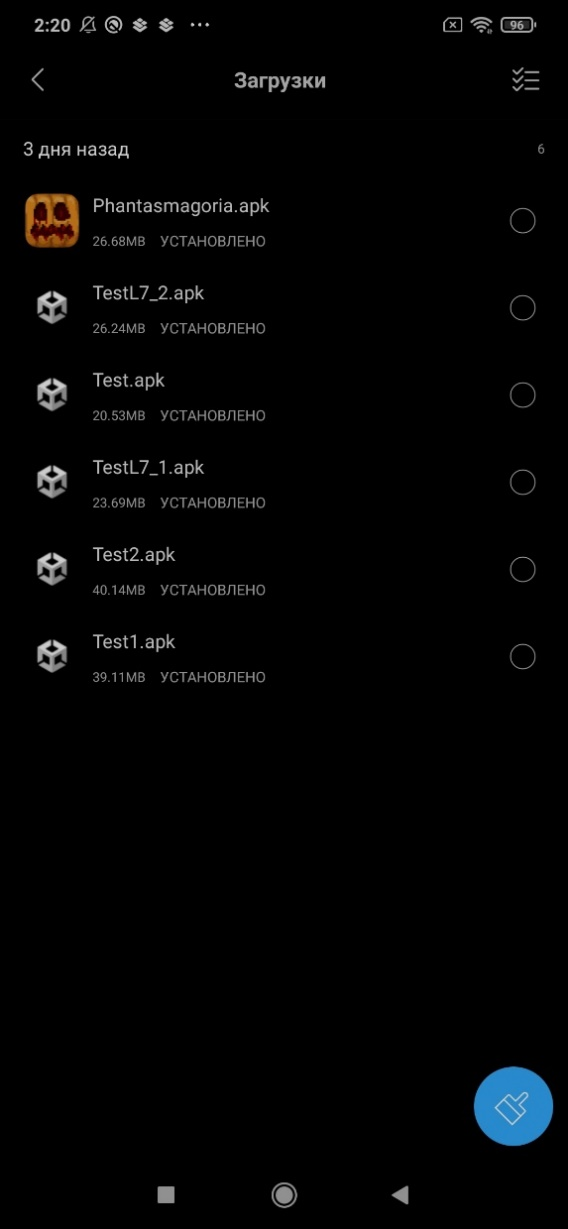 2:20
96
Загрузки
3 дня назад
6
Phantasmagoria.apk
26.68MB УСТАНОВЛЕНО
TestL7_2.apk
26.24MB УСТАНОВЛЕНО
Test.apk
20.53MB УСТАНОВЛЕНО
TestL7_1.apk
23.69MB УСТАНОВЛЕНО
Test2.apk
40.14MB УСТАНОВЛЕНО
Test1.apk
39.11MB УСТАНОВЛЕНО